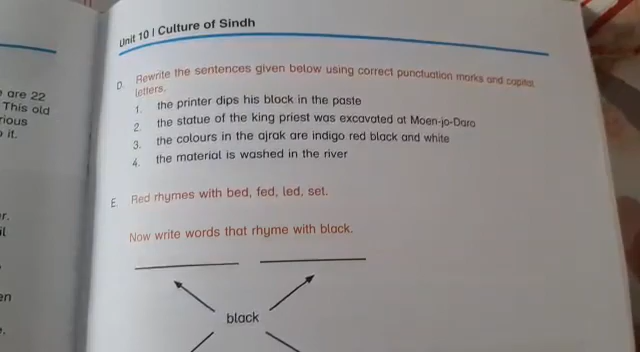 are 22
This old
rious
it.
Unit 10 | Culture of Sindh
D. Rewrite the sentences given below using correct punctuation marks and capital
letters.
1. the printer dips his block in the paste
2. the statue of the king priest was excavated at Moen-jo-Daro
3. the colours in the ajrak are indigo red black and white
4. the material is washed in the river
E. Red rhymes with bed, fed, led, set.
Now write words that rhyme with black.
black